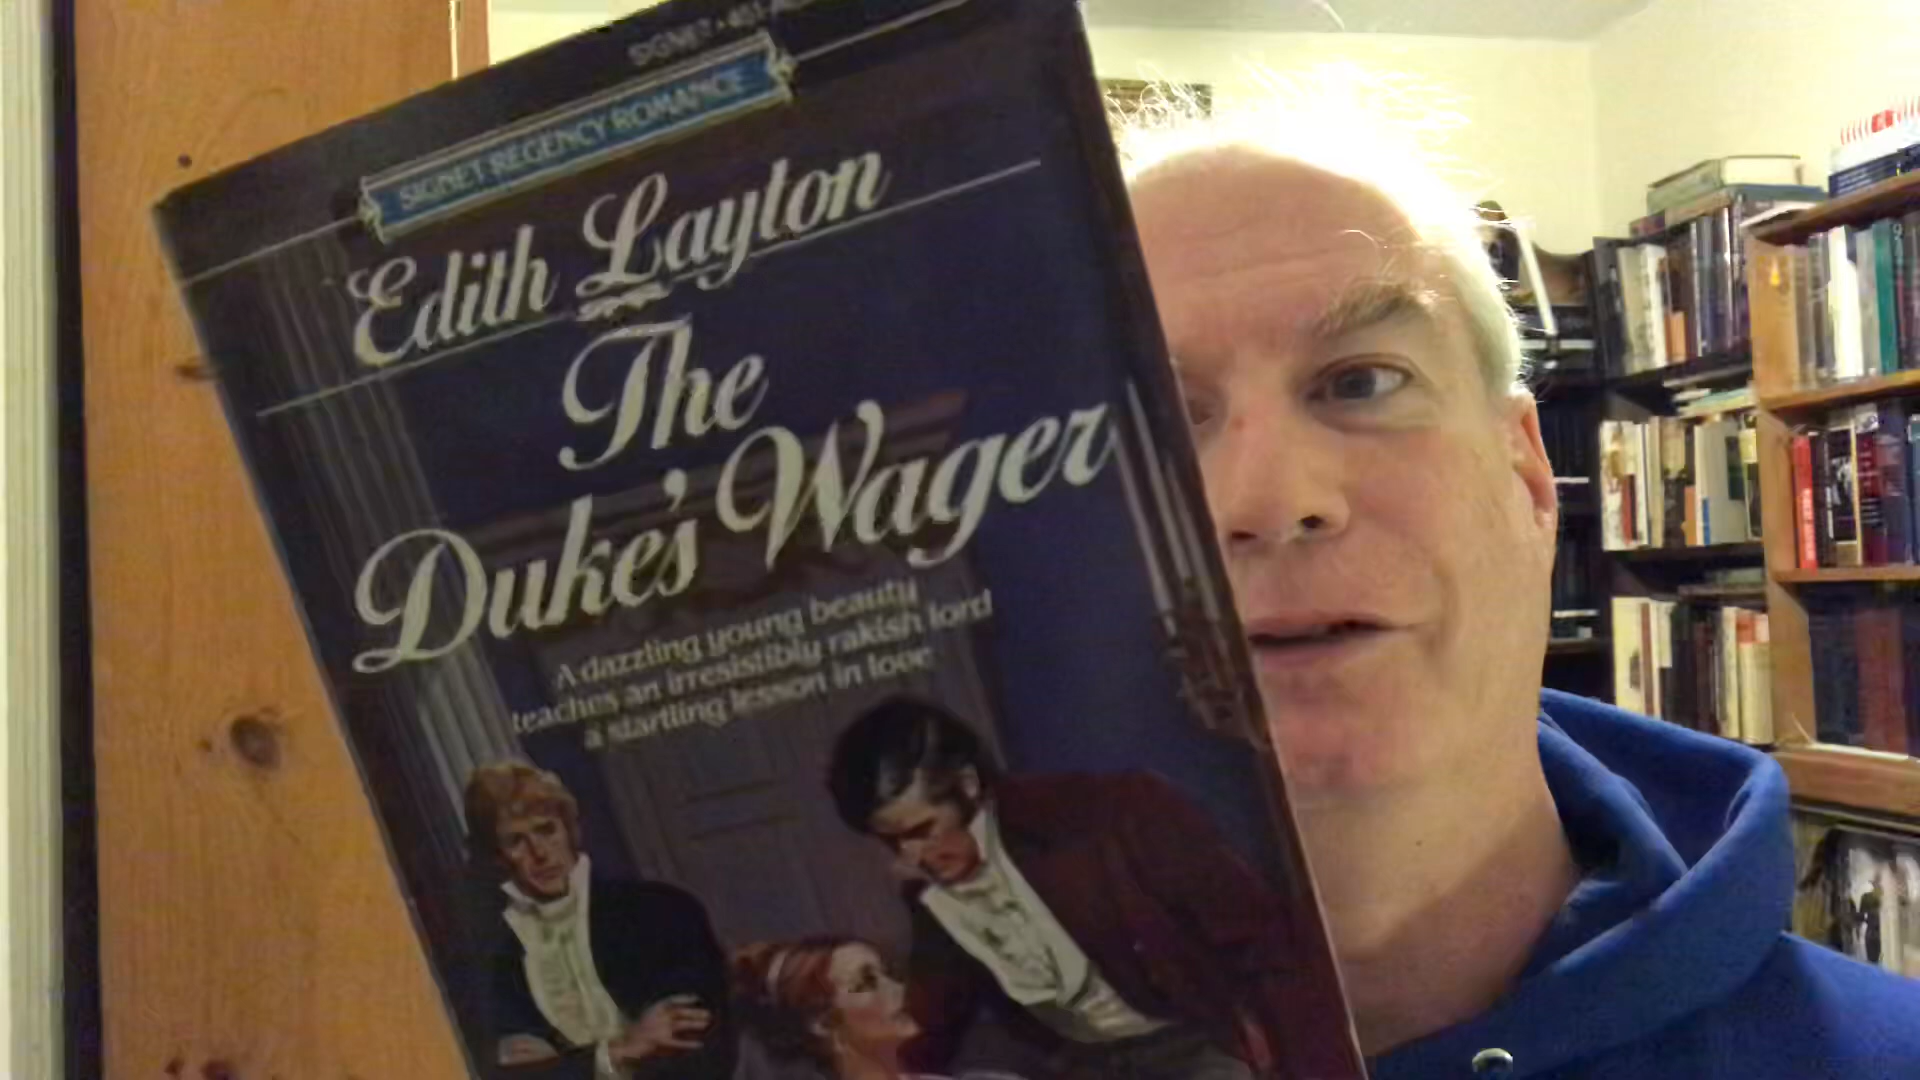 SIGNET REGENCY ROMANCE
Edith Layton
The
Duke's Wager
A dazzling young beauty
teaches an irresistibly rakish lord
a startling lesson in love